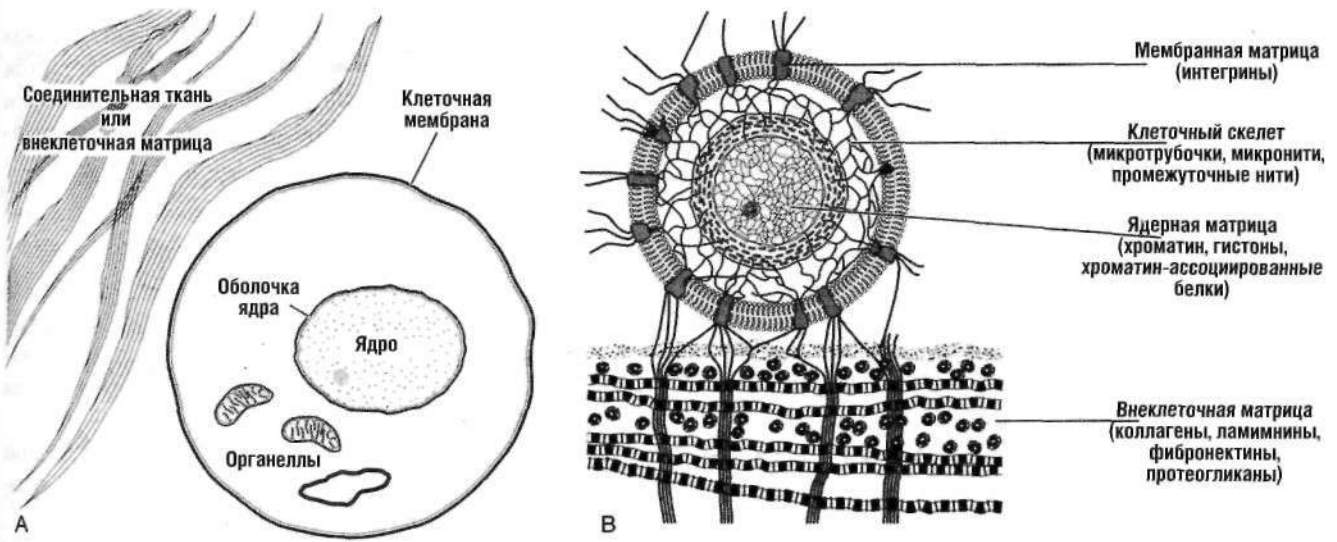 Соединительная ткань
или
внеклеточная матрица
Клеточная
мембрана
Оболочка
ядра
Ядро
Органеллы
А
Мембранная матрица
(интегрины)
Клеточный скелет
(микротрубочки, микронити,
промежуточные нити)
Ядерная матрица
(хроматин, гистоны,
хроматин-ассоциированные
белки)
Внеклеточная матрица
(коллагены, ламимнины,
фибронектины,
протеогликаны)
В